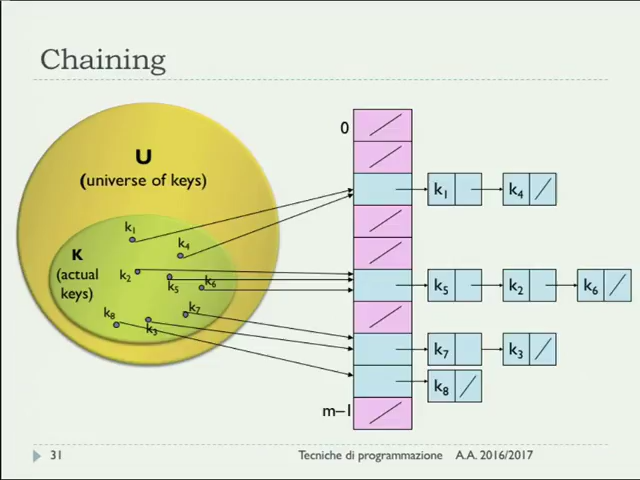 Chaining
U
(universe of keys)
K
(actual
keys)
k1
k4
k2
k5
k6
k7
k8
k3
0
m–1
k1
k4
k5
k2
k6
k7
k3
k8
31
Tecniche di programmazione A.A. 2016/2017